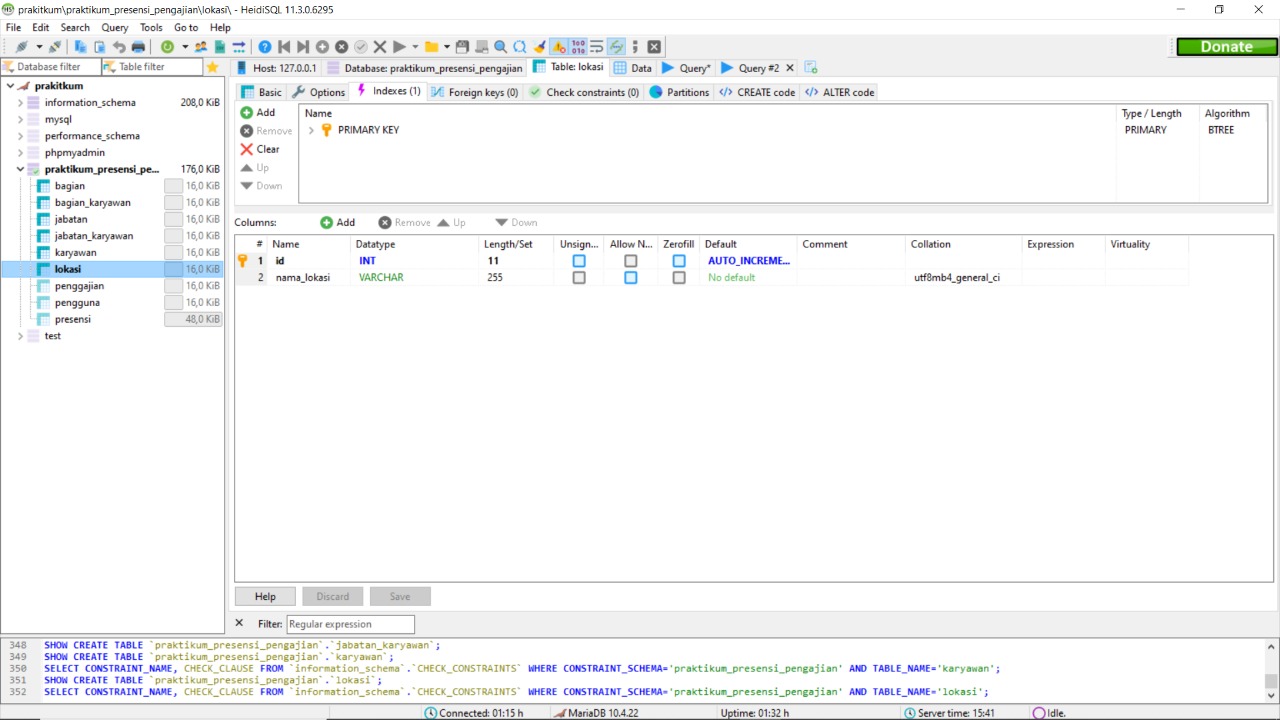 prakitkum\praktikum_presensi_pengajian\lokasi\ - HeidiSQL 11.3.0.6295
File Edit Search Query Tools Go to Help
Donate
Database filter Table filter
prakitkum
information_schema 208,0 KiB
mysql
performance_schema
phpmyadmin
praktikum_presensi_pe... 176,0 KiB
bagian 16,0 KiB
bagian_karyawan 16,0 KiB
jabatan 16,0 KiB
jabatan_karyawan 16,0 KiB
karyawan 16,0 KiB
lokasi 16,0 KiB
penggajian 16,0 KiB
pengguna 16,0 KiB
presensi 48,0 KiB
test
Host: 127.0.0.1 Database: praktikum_presensi_pengajian Table: lokasi Data Query* Query #2
Basic Options Indexes (1) Foreign keys (0) Check constraints (0) Partitions CREATE code ALTER code
Add
Remove
Clear
Up
Down
Name Type / Length Algorithm
PRIMARY KEY PRIMARY BTREE
Columns: Add Remove Up Down
# Name Datatype Length/Set Unsign... Allow N... Zerofill Default Comment Collation Expression Virtuality
1 id INT 11 AUTO_INCREME...
2 nama_lokasi VARCHAR 255 No default utf8mb4_general_ci
Help Discard Save
Filter: Regular expression
348 SHOW CREATE TABLE `praktikum_presensi_pengajian`.`jabatan_karyawan`;
349 SHOW CREATE TABLE `praktikum_presensi_pengajian`.`karyawan`;
350 SELECT CONSTRAINT_NAME, CHECK_CLAUSE FROM `information_schema`.`CHECK_CONSTRAINTS` WHERE CONSTRAINT_SCHEMA='praktikum_presensi_pengajian' AND TABLE_NAME='karyawan';
351 SHOW CREATE TABLE `praktikum_presensi_pengajian`.`lokasi`;
352 SELECT CONSTRAINT_NAME, CHECK_CLAUSE FROM `information_schema`.`CHECK_CONSTRAINTS` WHERE CONSTRAINT_SCHEMA='praktikum_presensi_pengajian' AND TABLE_NAME='lokasi';
Connected: 01:15 h MariaDB 10.4.22 Uptime: 01:32 h Server time: 15:41 Idle.